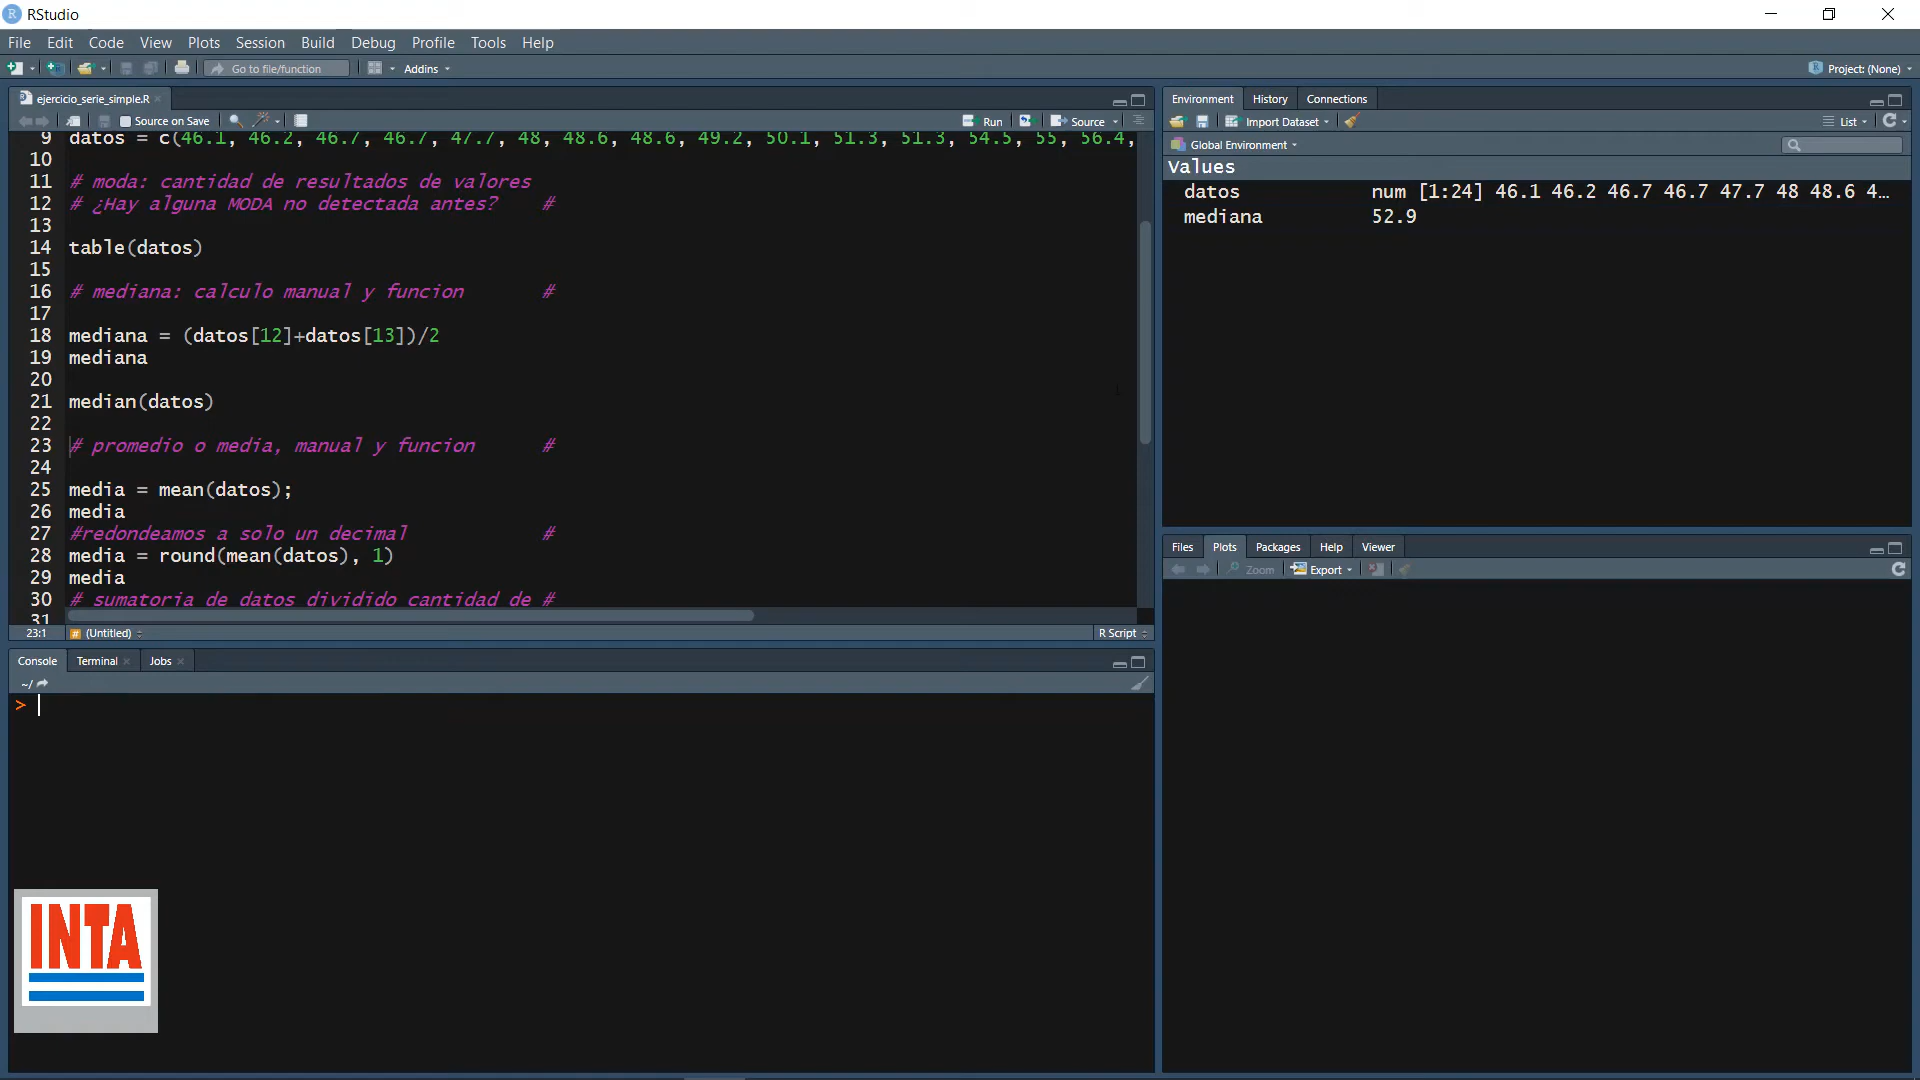 RStudio
File Edit Code View Plots Session Build Debug Profile Tools Help
Go to file/function Addins Project: (None)
ejercicio_serie_simple.R
Source on Save Run Source
9 datos = c(46.1, 46.2, 46.7, 46.7, 47.7, 48, 48.6, 48.6, 49.2, 50.1, 51.3, 51.3, 54.5, 55, 56.4,
10
11 # moda: cantidad de resultados de valores
12 # ¿Hay alguna MODA no detectada antes? #
13
14 table(datos)
15
16 # mediana: calculo manual y funcion #
17
18 mediana = (datos[12]+datos[13])/2
19 mediana
20
21 median(datos)
22
23 # promedio o media, manual y funcion #
24
25 media = mean(datos);
26 media
27 #redondeamos a solo un decimal #
28 media = round(mean(datos), 1)
29 media
30 # sumatoria de datos dividido cantidad de #
31
23:1 # (Untitled) R Script
Console Terminal Jobs
~/
>
INTA
Environment History Connections
Import Dataset List
Global Environment
Values
datos num [1:24] 46.1 46.2 46.7 46.7 47.7 48 48.6 4…
mediana 52.9
Files Plots Packages Help Viewer
Zoom Export